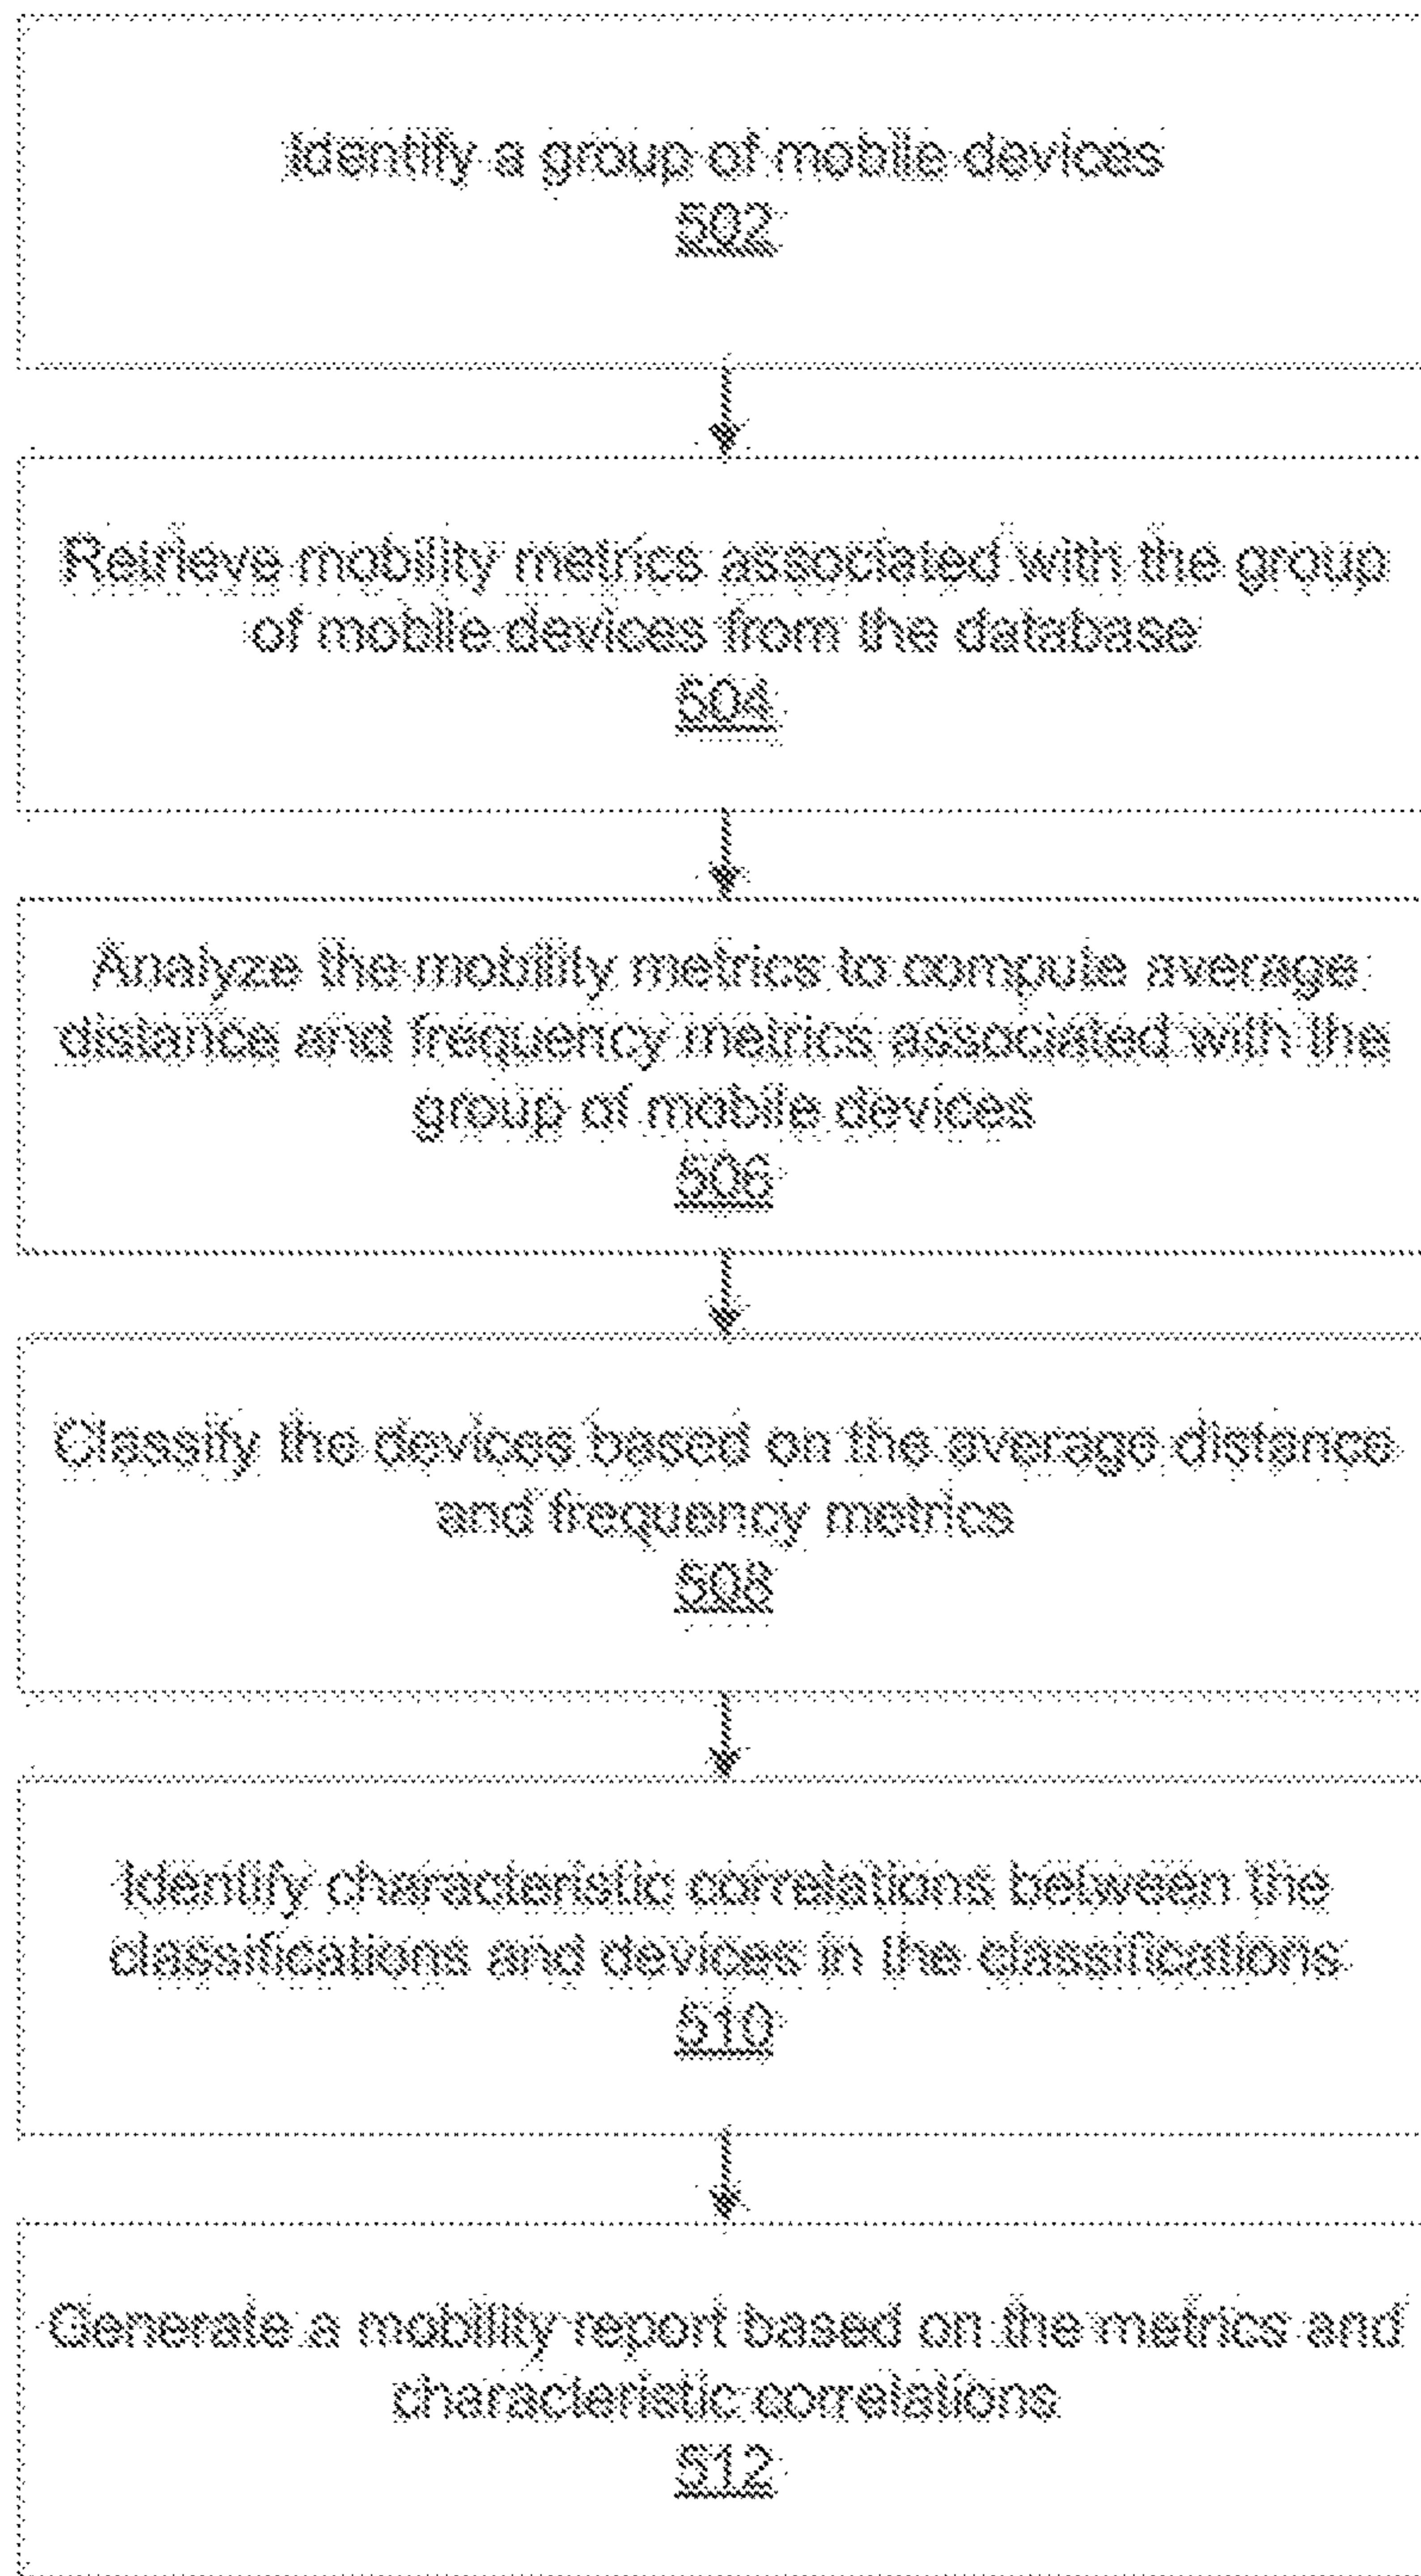 Identify a group of mobile devices
502
Retrieve mobility metrics associated with the group
of mobile devices from the database
504
Analyze the mobility metrics to compute average
distance and frequency metrics associated with the
group of mobile devices
506
Classify the devices based on the average distance
and frequency metrics
508
Identify characteristic correlations between the
classifications and devices in the classifications
510
Generate a mobility report based on the metrics and
characteristic correlations
512